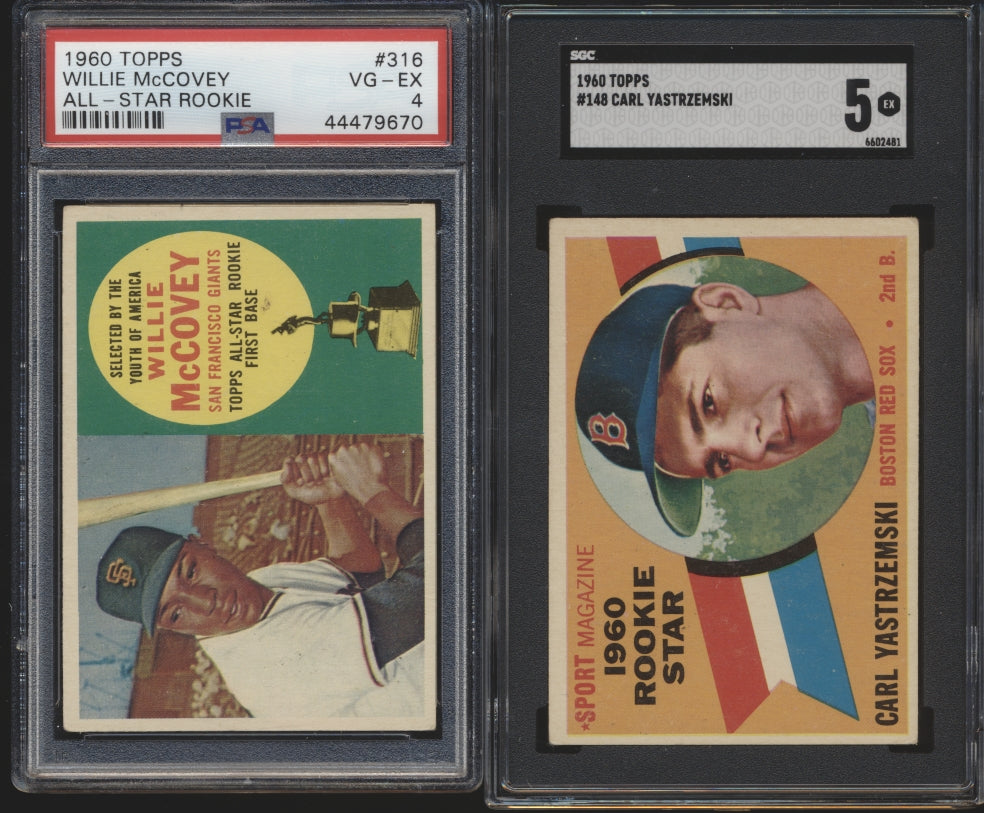 1960 TOPPS #316
WILLIE McCOVEY VG-EX
ALL-STAR ROOKIE 4
PSA 44479670
SELECTED BY THE
YOUTH OF AMERICA
WILLIE
McCOVEY
SAN FRANCISCO GIANTS
TOPPS ALL-STAR ROOKIE
FIRST BASE
SF
SGC
1960 TOPPS
#148 CARL YASTRZEMSKI
5 EX
6602481
B
★SPORT MAGAZINE
1960
ROOKIE
STAR
CARL YASTRZEMSKI BOSTON RED SOX • 2nd B.